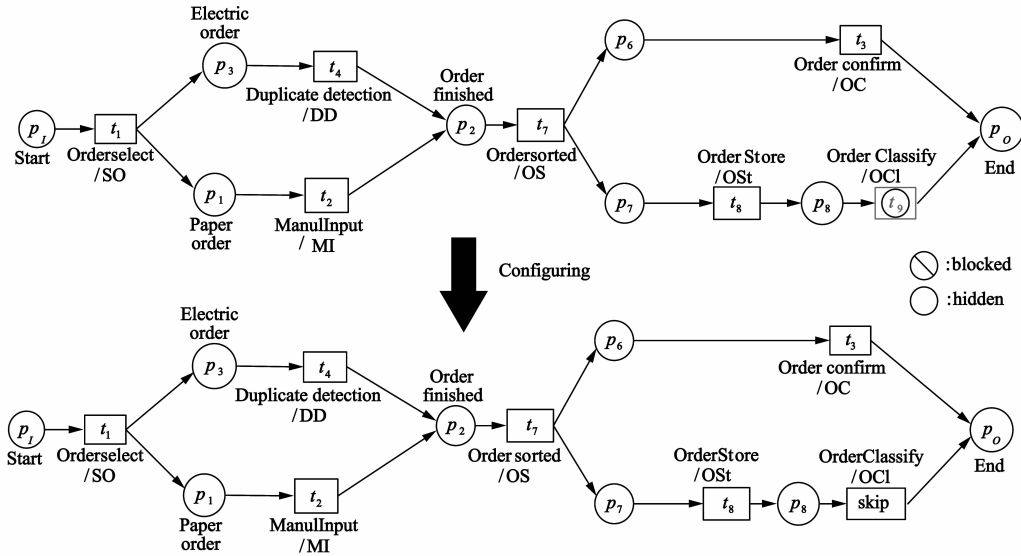 Electric
order
p3
t4
Duplicate detection
/DD
Order
finished
pI
Start
t1
Orderselect
/SO
p2
t7
Ordersorted
/OS
p1
Paper
order
t2
ManulInput
/ MI
p6
t3
Order confirm
/OC
pO
End
Order Store
/OSt
Order Classify
/OCl
p7
t8
p8
t9
Configuring
:blocked
:hidden
Electric
order
p3
t4
Duplicate detection
/DD
Order
finished
pI
Start
t1
Orderselect
/SO
p2
t7
Order sorted
/OS
p1
Paper
order
t2
ManulInput
/MI
p6
t3
Order confirm
/OC
pO
End
OrderStore
/OSt
OrderClassify
/OCl
p7
t8
p8
skip